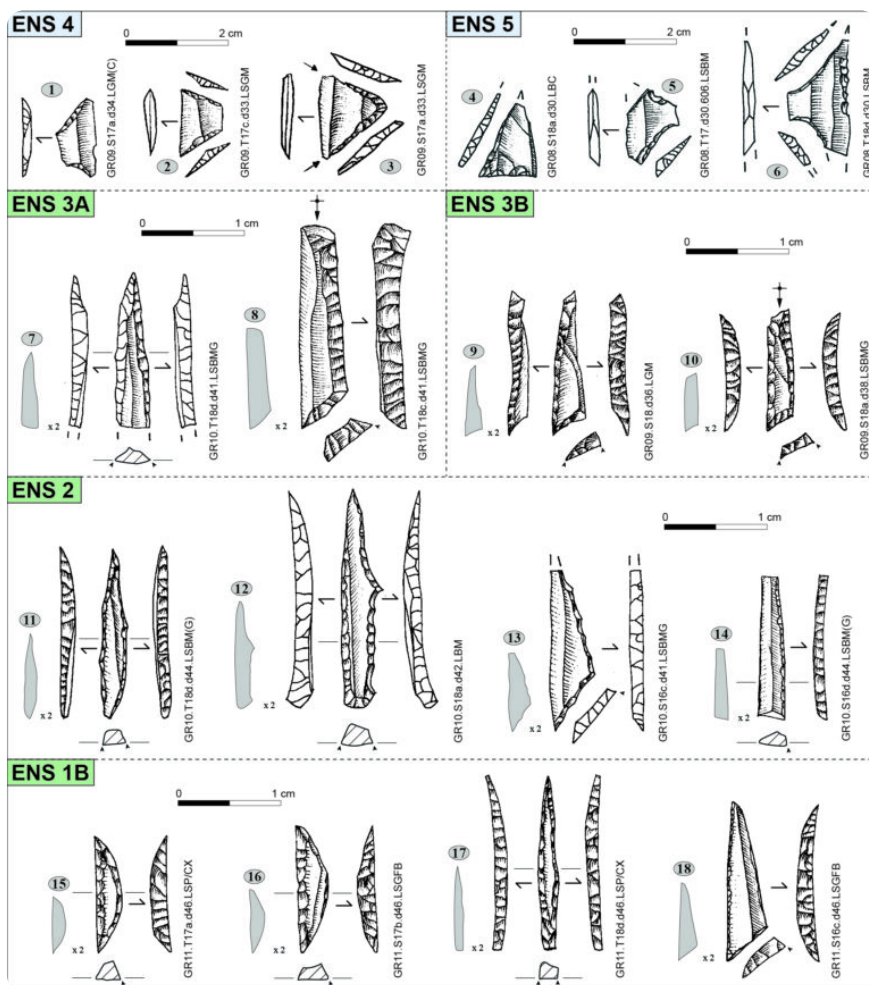 ENS 4
0 2 cm
1
GR09.S17a.d34.LGM(C)
2
GR09.T17c.d33.LSGM
3
GR09.S17a.d33.LSGM
ENS 5
0 2 cm
4
GR08.S18a.d30.LBC
5
GR08.T17.d30.606.LSBM
6
GR08.T18d.d30.LSBM
ENS 3A
0 1 cm
7
x 2
GR10.T18d.d41.LSBMG
8
x 2
GR10.T18c.d41.LSBMG
ENS 3B
0 1 cm
9
x 2
GR09.S18.d36.LGM
10
x 2
GR09.S18a.d38.LSBMG
ENS 2
0 1 cm
11
x 2
GR10.T18d.d44.LSBM(G)
12
x 2
GR10.S18a.d42.LBM
13
x 2
GR10.S16c.d41.LSBMG
14
x 2
GR10.S16d.d44.LSBM(G)
ENS 1B
0 1 cm
15
x 2
GR11.T17a.d46.LSP/CX
16
x 2
GR11.S17b.d46.LSGFB
17
x 2
GR11.T18d.d46.LSP/CX
18
x 2
GR11.S16c.d46.LSGFB